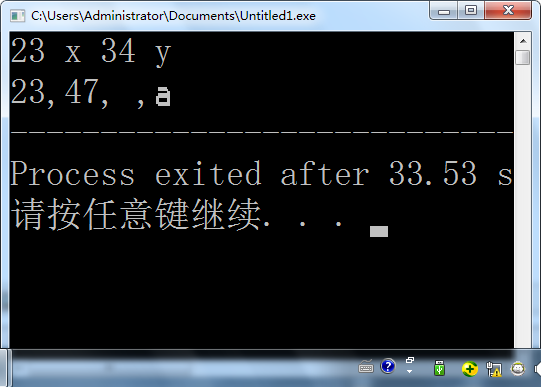 C:\Users\Administrator\Documents\Untitled1.exe
23 x 34 y
23,47, ,a
--------------------------------
Process exited after 33.53 s
请按任意键继续. . .